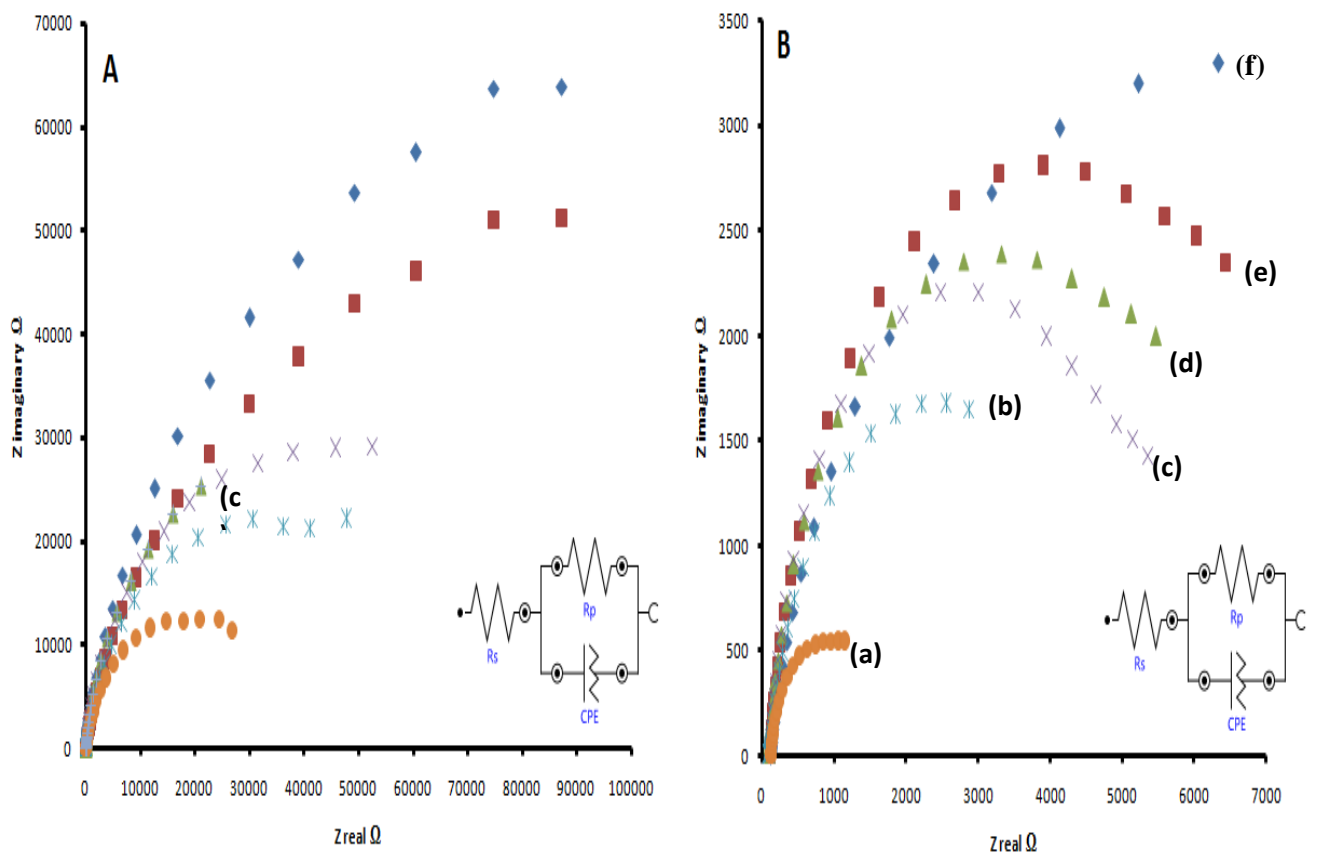 A
Z imaginary Ω
70000
60000
50000
40000
30000
20000
10000
0
(c
Rs
Rp
CPE
0 10000 20000 30000 40000 50000 60000 70000 80000 90000 100000
Z real Ω
B
Z imaginary Ω
3500
3000
2500
2000
1500
1000
500
0
(f)
(e)
(d)
(b)
(c)
(a)
Rs
Rp
CPE
0 1000 2000 3000 4000 5000 6000 7000
Z real Ω